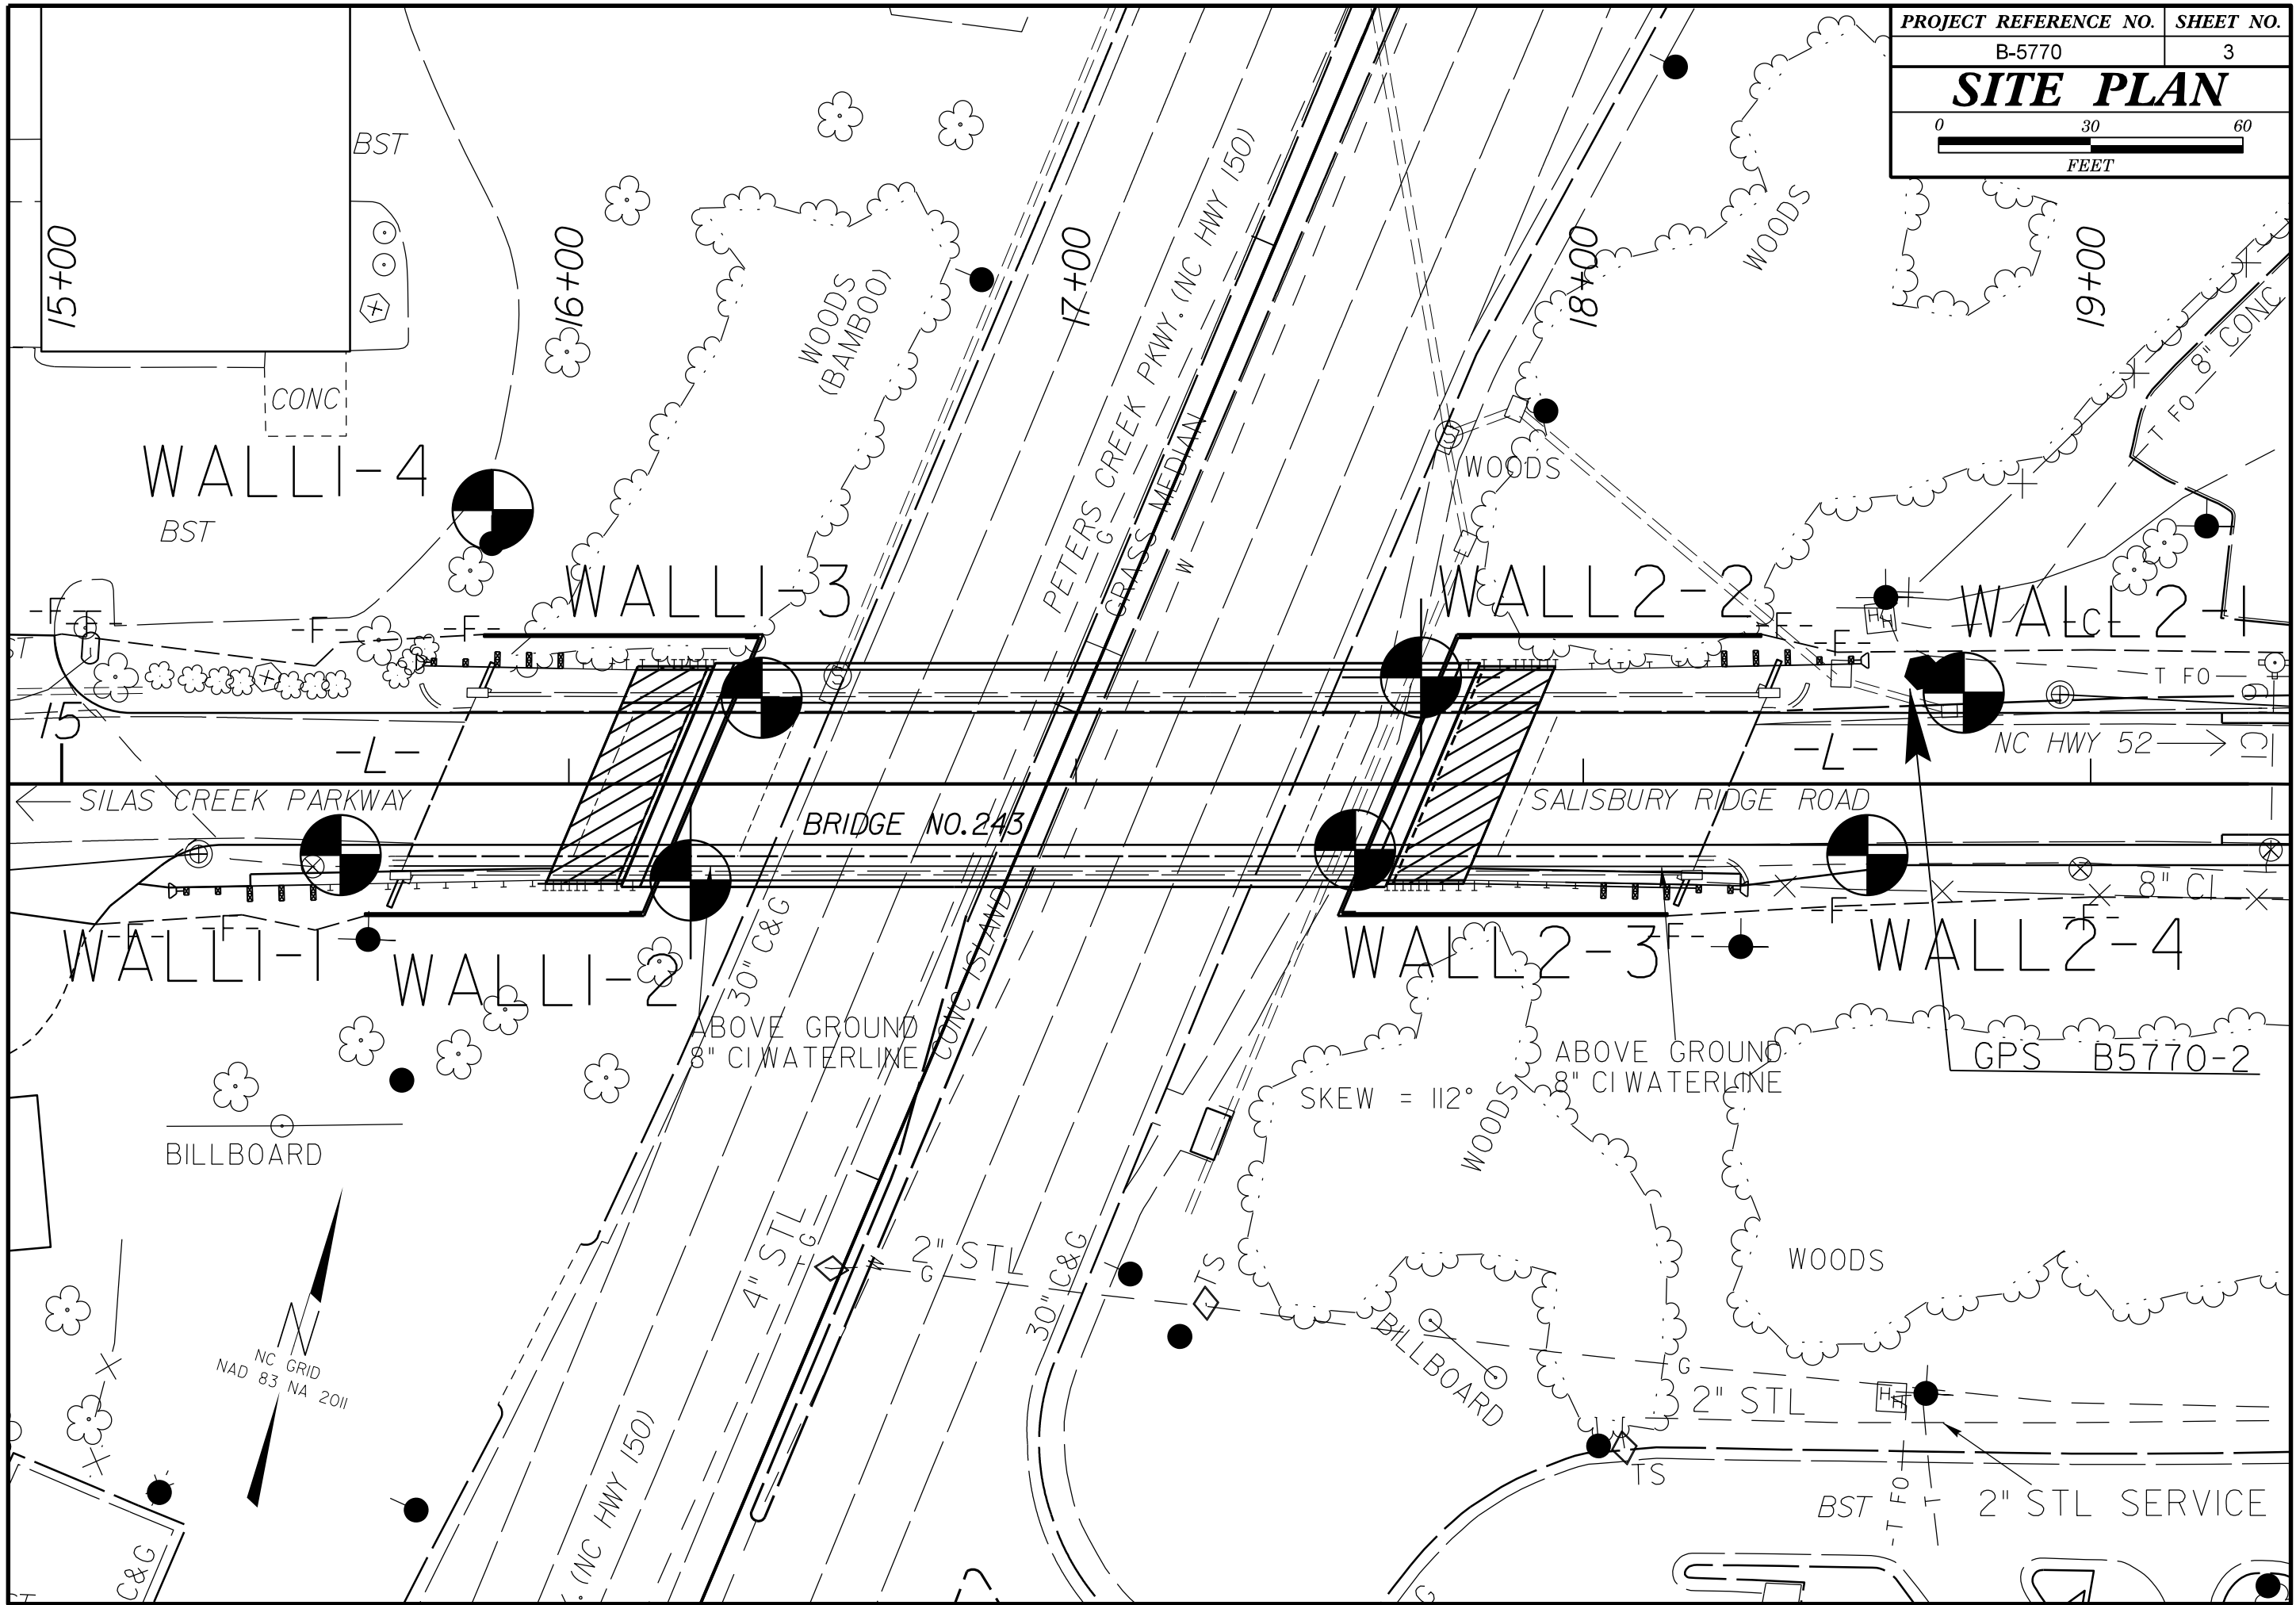 PROJECT REFERENCE NO. SHEET NO.
B-5770 3
SITE PLAN
0 30 60
FEET
BST
15+00
16+00
17+00
18+00
19+00
PETERS CREEK PKWY. (NC HWY 150)
WOODS
WOODS
(BAMBOO)
CONC
8" CONC
T FO
WALL1-4
BST
GRASS MEDIAN
G
W
WOODS
WALL1-3
WALL2-2
WALL2-1
C
-F-
-F-
-F-
-F-
-F-
-F-
S
S
HH
T FO
15
-L-
-L-
NC HWY 52
SILAS CREEK PARKWAY
SALISBURY RIDGE ROAD
BRIDGE NO. 243
8" CI
-F-
-F-
-F-
-F-
-F-
WALL1-1
WALL1-2
WALL2-3
WALL2-4
30" C&G
CONC ISLAND
ABOVE GROUND
8" CI WATERLINE
ABOVE GROUND
8" CI WATERLINE
SKEW = 112°
WOODS
GPS B5770-2
BILLBOARD
4" STL
G
W
2" STL
G
TS
30" C&G
WOODS
BILLBOARD
N
NC GRID
NAD 83 NA 2011
G
2" STL
HH
TS
T FO
T
BST
2" STL SERVICE
(NC HWY 150)
C&G
G